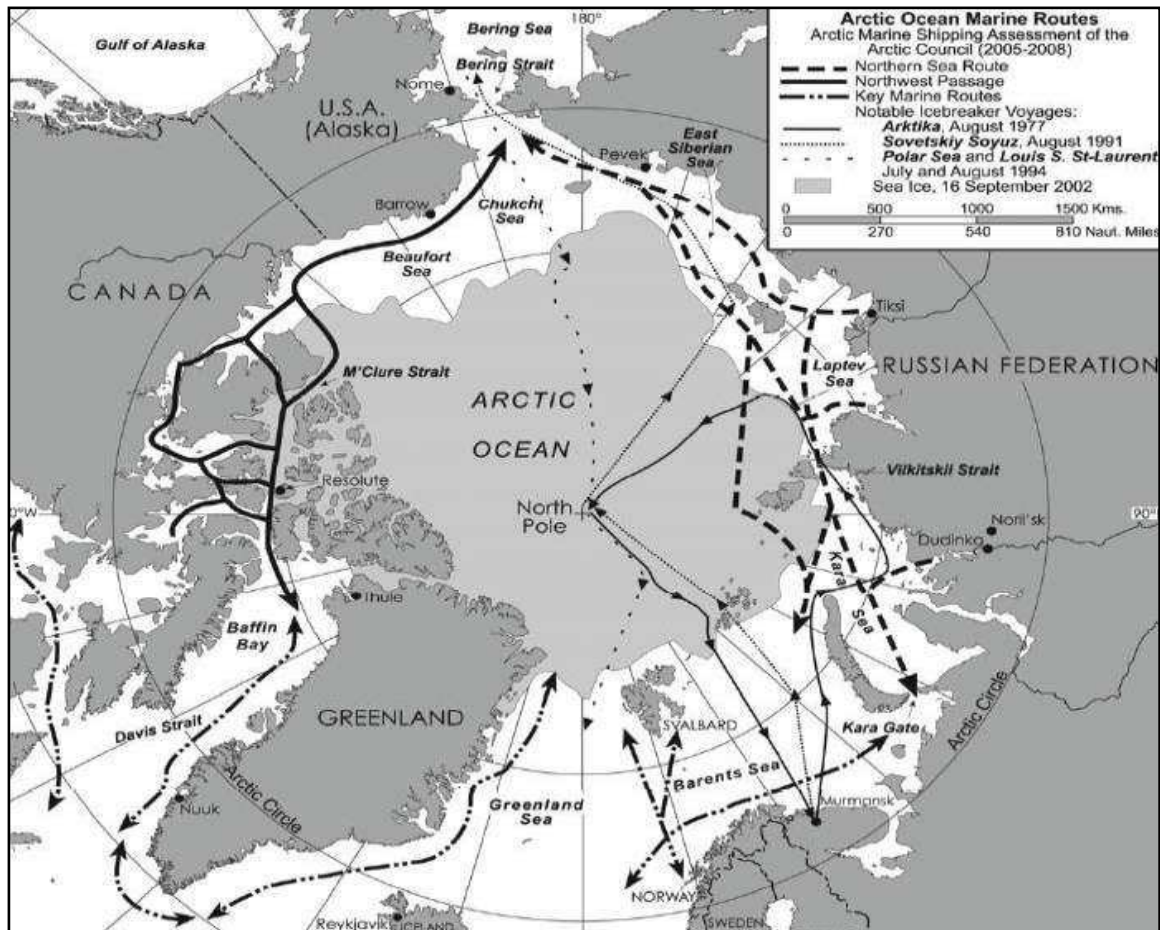 Arctic Ocean Marine Routes
Arctic Marine Shipping Assessment of the
Arctic Council (2005-2008)
Northern Sea Route
Northwest Passage
Key Marine Routes
Notable Icebreaker Voyages:
Arktika, August 1977
Sovetskiy Soyuz, August 1991
Polar Sea and Louis S. St-Laurent
July and August 1994
Sea Ice, 16 September 2002
0 500 1000 1500 Kms.
0 270 540 810 Naut. Miles
180°
Gulf of Alaska
Bering Sea
Bering Strait
Nome
U.S.A.
(Alaska)
East
Siberian
Sea
Pevek
Barrow
Chukchi
Sea
Beaufort
Sea
CANADA
Tiksi
RUSSIAN FEDERATION
Laptev
Sea
M'Clure Strait
ARCTIC
OCEAN
Vilkitskii Strait
Resolute
North
Pole
0°W
90°
Noril'sk
Dudinka
Kara
Sea
Thule
Baffin
Bay
Arctic Circle
GREENLAND
Davis Strait
SVALBARD
Kara Gate
Barents Sea
Arctic Circle
Nuuk
Greenland
Sea
Murmansk
NORWAY
Reykjavik
ICELAND
SWEDEN